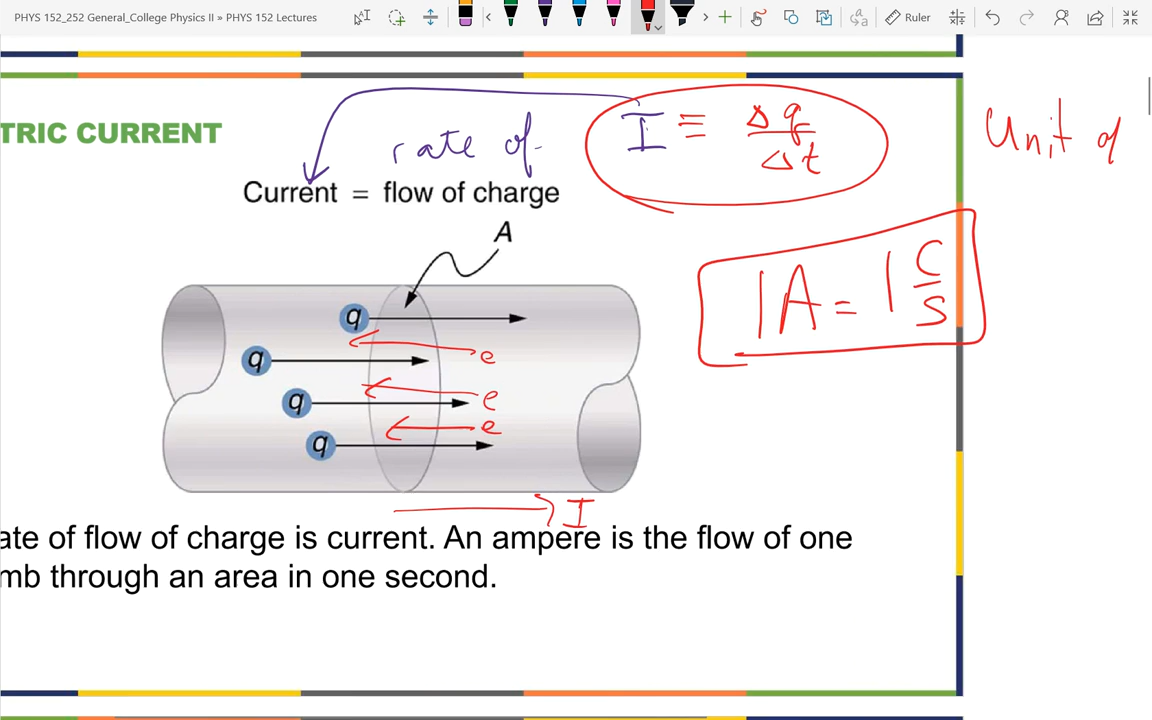 PHYS 152_252 General_College Physics II » PHYS 152 Lectures
Ruler
TRIC CURRENT
rate of
I ≡ Δq/Δt
Unit of
Current = flow of charge
A
1A = 1 C/s
q
e
q
e
q
e
q
I
ate of flow of charge is current. An ampere is the flow of one
mb through an area in one second.